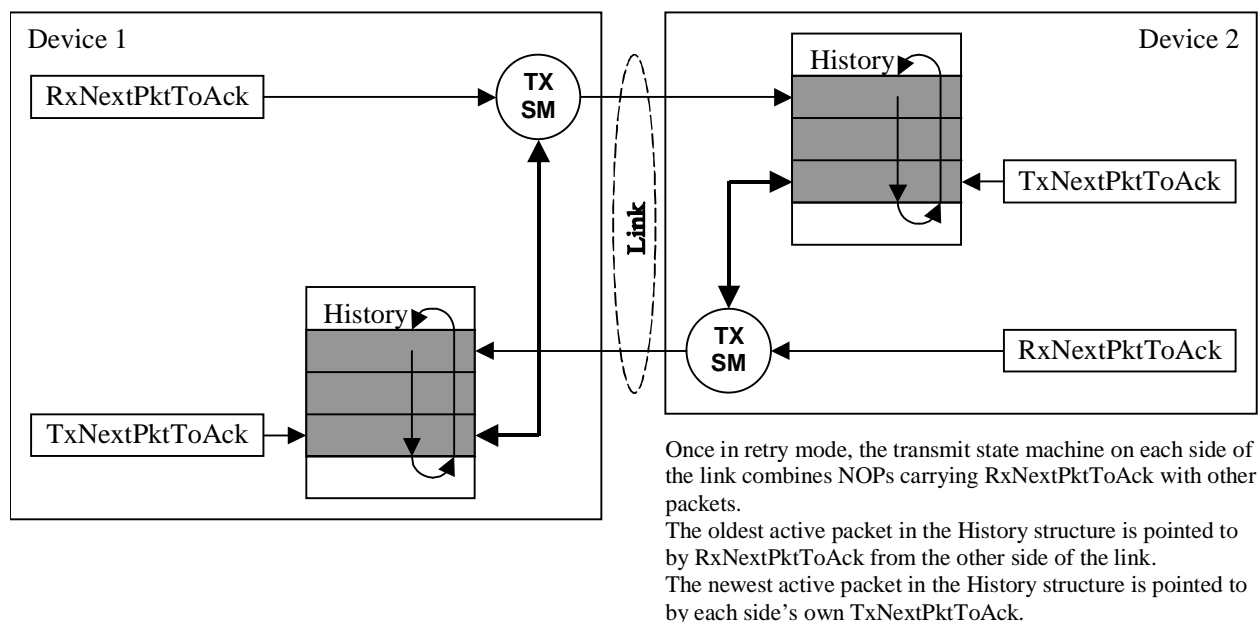 Device 1
RxNextPktToAck
TX
SM
History
TxNextPktToAck
Link
Device 2
History
TxNextPktToAck
TX
SM
RxNextPktToAck
Once in retry mode, the transmit state machine on each side of
the link combines NOPs carrying RxNextPktToAck with other
packets.
The oldest active packet in the History structure is pointed to
by RxNextPktToAck from the other side of the link.
The newest active packet in the History structure is pointed to
by each side's own TxNextPktToAck.